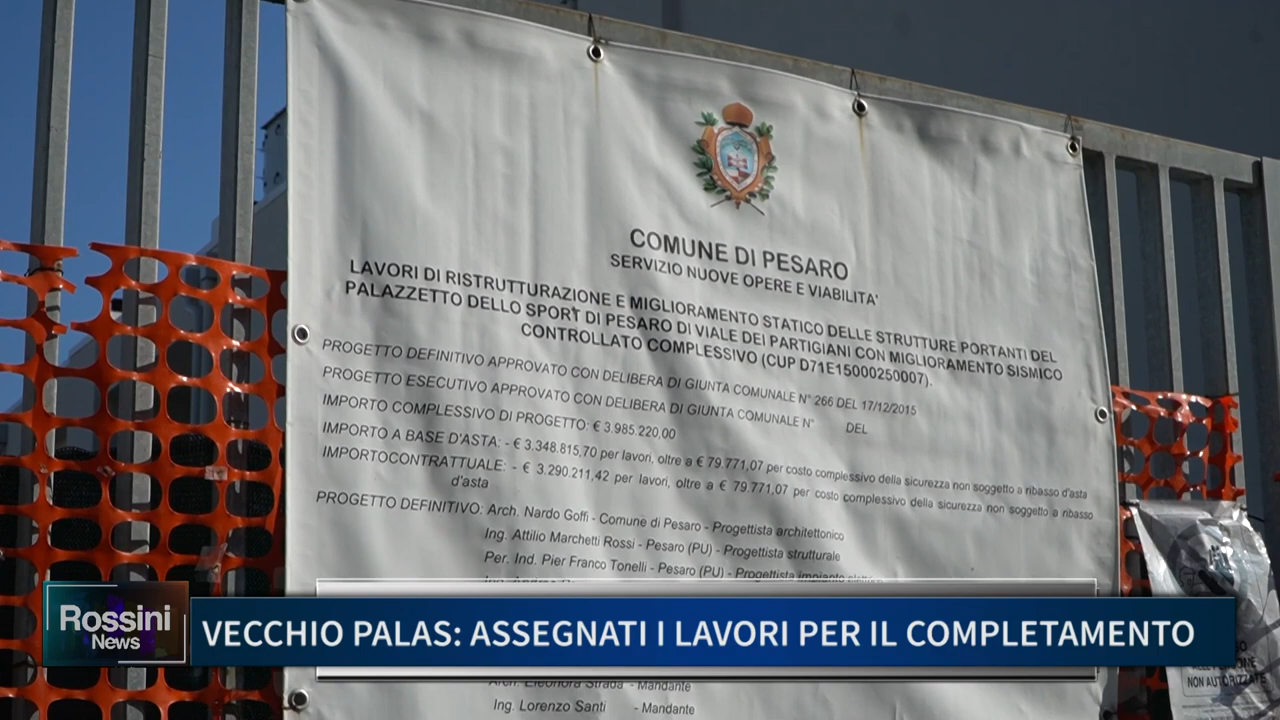 COMUNE DI PESARO
SERVIZIO NUOVE OPERE E VIABILITA'
LAVORI DI RISTRUTTURAZIONE E MIGLIORAMENTO STATICO DELLE STRUTTURE PORTANTI DEL
PALAZZETTO DELLO SPORT DI PESARO DI VIALE DEI PARTIGIANI CON MIGLIORAMENTO SISMICO
CONTROLLATO COMPLESSIVO (CUP D71E15000250007).
PROGETTO DEFINITIVO APPROVATO CON DELIBERA DI GIUNTA COMUNALE N° 266 DEL 17/12/2015
PROGETTO ESECUTIVO APPROVATO CON DELIBERA DI GIUNTA COMUNALE N° DEL
IMPORTO COMPLESSIVO DI PROGETTO: € 3.985.220,00
IMPORTO A BASE D'ASTA: - € 3.348.815,70 per lavori, oltre a € 79.771,07 per costo complessivo della sicurezza non soggetto a ribasso d'asta
IMPORTOCONTRATTUALE: - € 3.290.211,42 per lavori, oltre a € 79.771,07 per costo complessivo della sicurezza non soggetto a ribasso
d'asta
PROGETTO DEFINITIVO: Arch. Nardo Goffi - Comune di Pesaro - Progettista architettonico
Ing. Attilio Marchetti Rossi - Pesaro (PU) - Progettista strutturale
Per. Ind. Pier Franco Tonelli - Pesaro (PU) - Progettista impianto elettrico
Rossini
News
VECCHIO PALAS: ASSEGNATI I LAVORI PER IL COMPLETAMENTO
Arch. Eleonora Strada - Mandante
Ing. Lorenzo Santi - Mandante
NON AUTORIZZATE